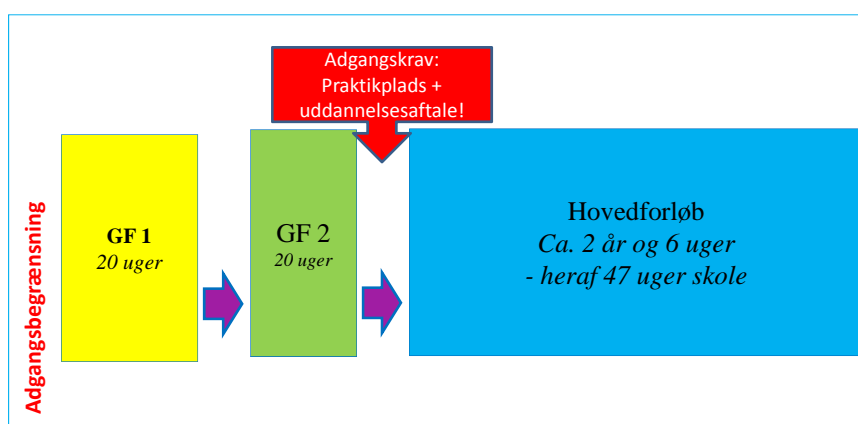 Adgangskrav:
Praktikplads +
uddannelsesaftale!
Adgangsbegrænsning
GF 1
20 uger
GF 2
20 uger
Hovedforløb
Ca. 2 år og 6 uger
- heraf 47 uger skole